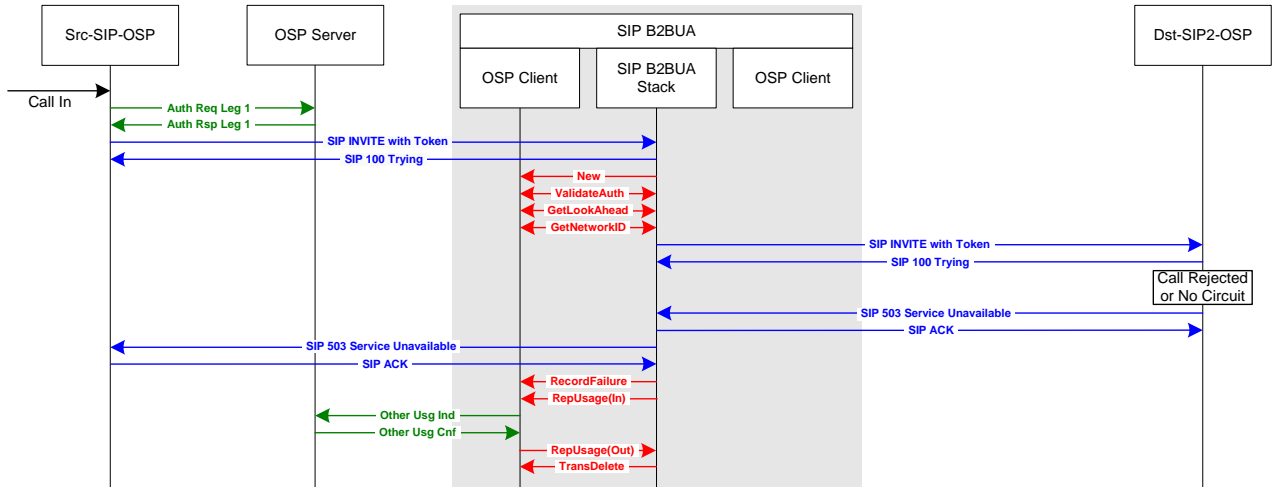 Src-SIP-OSP
OSP Server
SIP B2BUA
OSP Client
SIP B2BUA
Stack
OSP Client
Dst-SIP2-OSP
Call In
Auth Req Leg 1
Auth Rsp Leg 1
SIP INVITE with Token
SIP 100 Trying
New
ValidateAuth
GetLookAhead
GetNetworkID
SIP INVITE with Token
SIP 100 Trying
Call Rejected
or No Circuit
SIP 503 Service Unavailable
SIP ACK
SIP 503 Service Unavailable
SIP ACK
RecordFailure
RepUsage(In)
Other Usg Ind
Other Usg Cnf
RepUsage(Out)
TransDelete